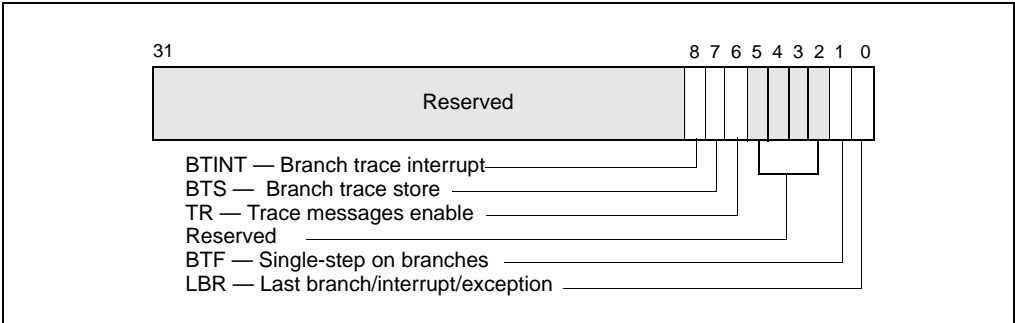 31 8 7 6 5 4 3 2 1 0
Reserved
BTINT — Branch trace interrupt
BTS — Branch trace store
TR — Trace messages enable
Reserved
BTF — Single-step on branches
LBR — Last branch/interrupt/exception